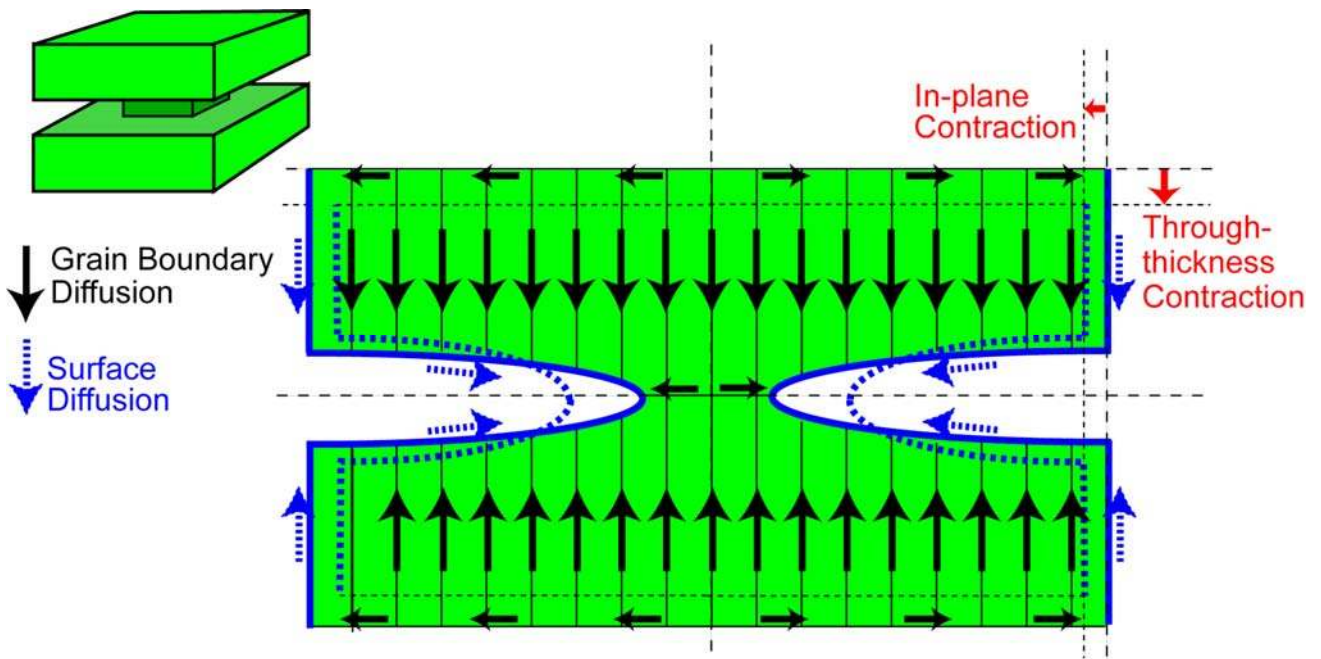 In-plane
Contraction
Through-
thickness
Contraction
Grain Boundary
Diffusion
Surface
Diffusion